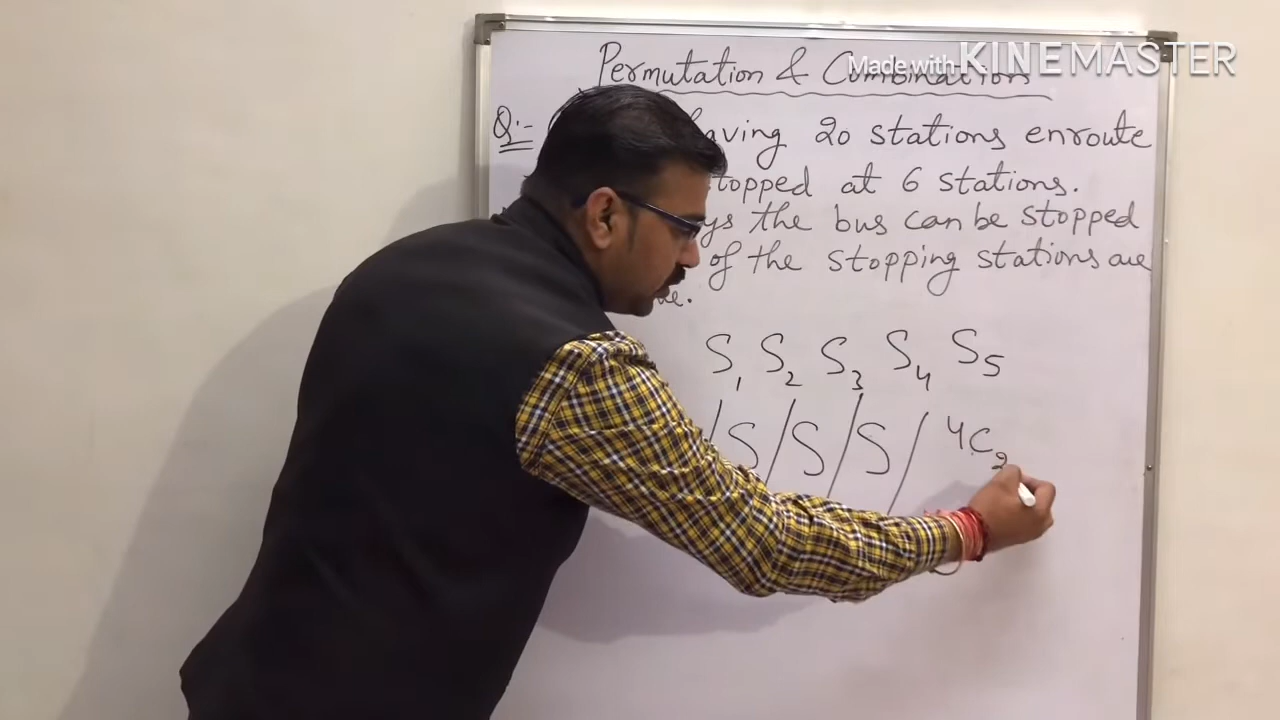 Permutation & Combination
Made with KINEMASTER
Q:- having 20 stations enroute
topped at 6 stations.
ys the bus can be stopped
of the stopping stations are
S1 S2 S3 S4 S5
/ S / S / S / 4C2